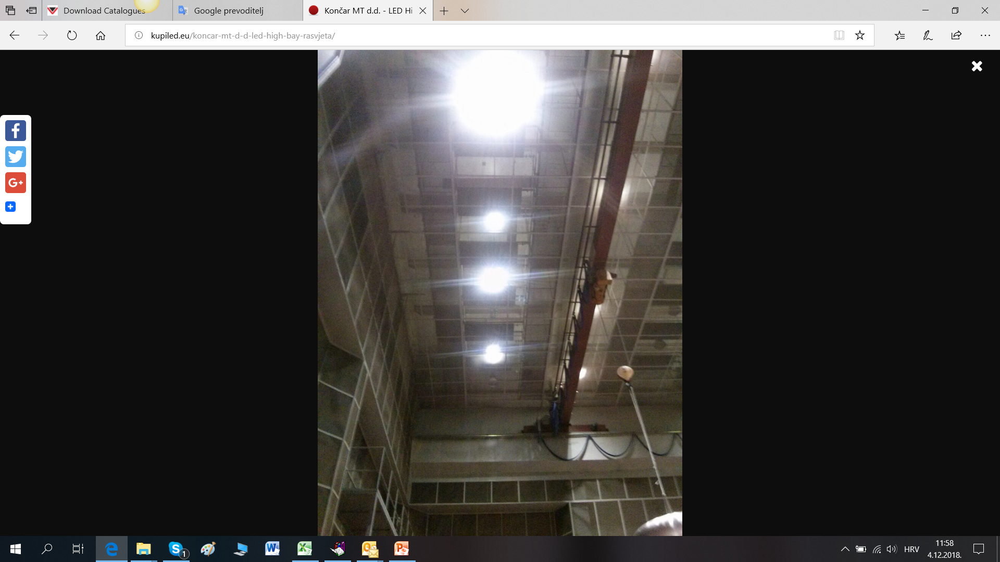 Download Catalogues
Google prevoditelj
Končar MT d.d. - LED Hi
kupiled.eu/koncar-mt-d-d-led-high-bay-rasvjeta/
G+
1
HRV
11:58
4.12.2018.